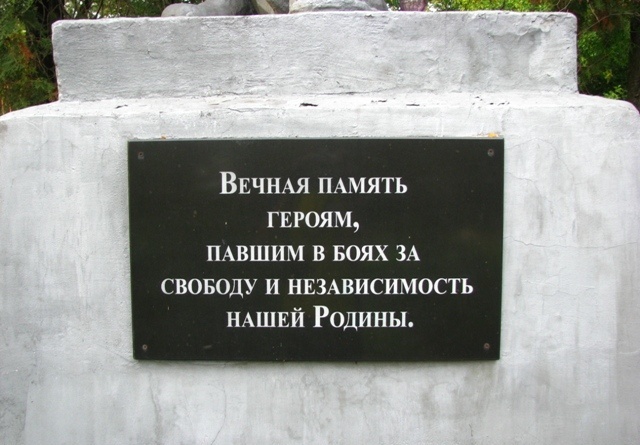 Вечная память
героям,
павшим в боях за
свободу и независимость
нашей Родины.